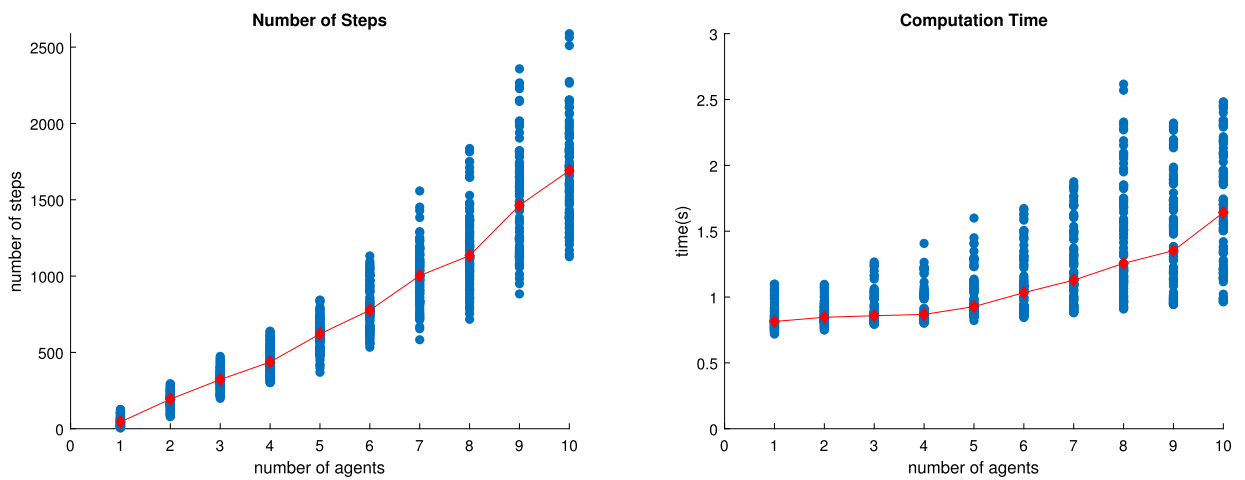 Number of Steps
2500
2000
1500
1000
500
0
number of steps
0 1 2 3 4 5 6 7 8 9 10
number of agents
Computation Time
3
2.5
2
1.5
1
0.5
0
time(s)
0 1 2 3 4 5 6 7 8 9 10
number of agents